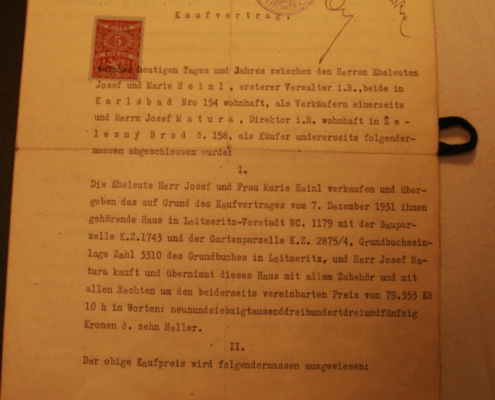 Kaufvertrag.
welcher heutigen Tages und Jahres zwischen den Herren Eheleuten
Josef und Marie Heinl, ersterer Verwalter i.R., beide in
Karlsbad Nro 154 wohnhaft, als Verkäufern einerseits
und Herrn Josef Matura, Direktor i.R. wohnhaft in Že-
lezný Brod č. 156, als Käufer anderseits folgender-
massen abgeschlossen wurde:
I.
Die Eheleute Herr Josef und Frau Marie Heinl verkaufen und über-
geben das auf Grund des Kaufvertrages vom 7. Dezember 1931 ihnen
gehörende Haus in Leitmeritz-Vorstadt NC. 1179 mit der Baupar-
zelle K.Z.1743 und der Gartenparzelle K.Z. 2875/4, Grundbuchsein-
lage Zahl 3310 des Grundbuches in Leitmeritz, und Herr Josef Ma-
tura kauft und übernimmt dieses Haus mit allem Zubehör und mit
allen Rechten um den beiderseits vereinbarten Preis von 79.353 Kč
10 h in Worten: neunundsiebzigtausenddreihundertdreiundfünfzig
Kronen č. zehn Heller.
II.
Der obige Kaufpreis wird folgendermassen ausgewiesen: